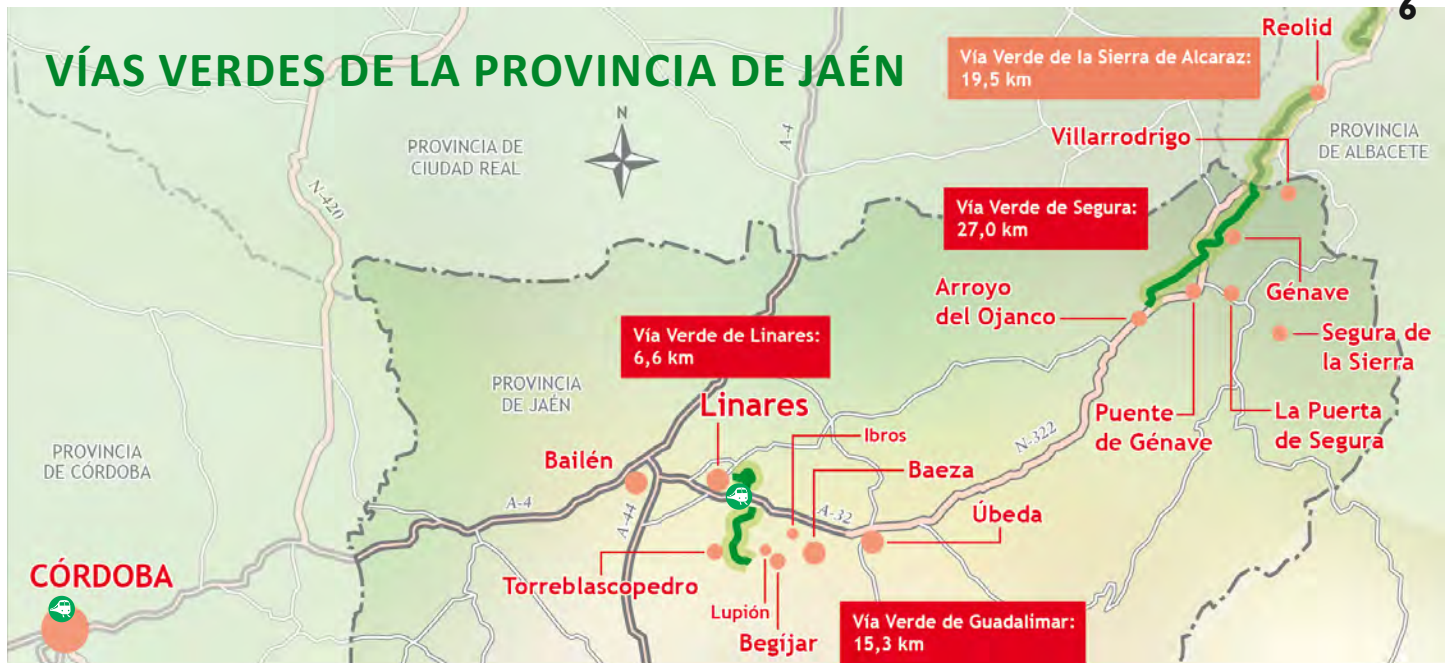 6
VÍAS VERDES DE LA PROVINCIA DE JAÉN
Reolid
Vía Verde de la Sierra de Alcaraz:
19,5 km
N
A-4
PROVINCIA DE
CIUDAD REAL
Villarrodrigo
PROVINCIA
DE ALBACETE
N-420
Vía Verde de Segura:
27,0 km
Arroyo
del Ojanco
Génave
Vía Verde de Linares:
6,6 km
Segura de
la Sierra
PROVINCIA
DE JAÉN
Linares
Puente
de Génave
La Puerta
de Segura
PROVINCIA
DE CÓRDOBA
Ibros
N-322
Bailén
Baeza
A-4
A-44
A-32
Úbeda
CÓRDOBA
Torreblascopedro
Lupión
Begíjar
Vía Verde de Guadalimar:
15,3 km